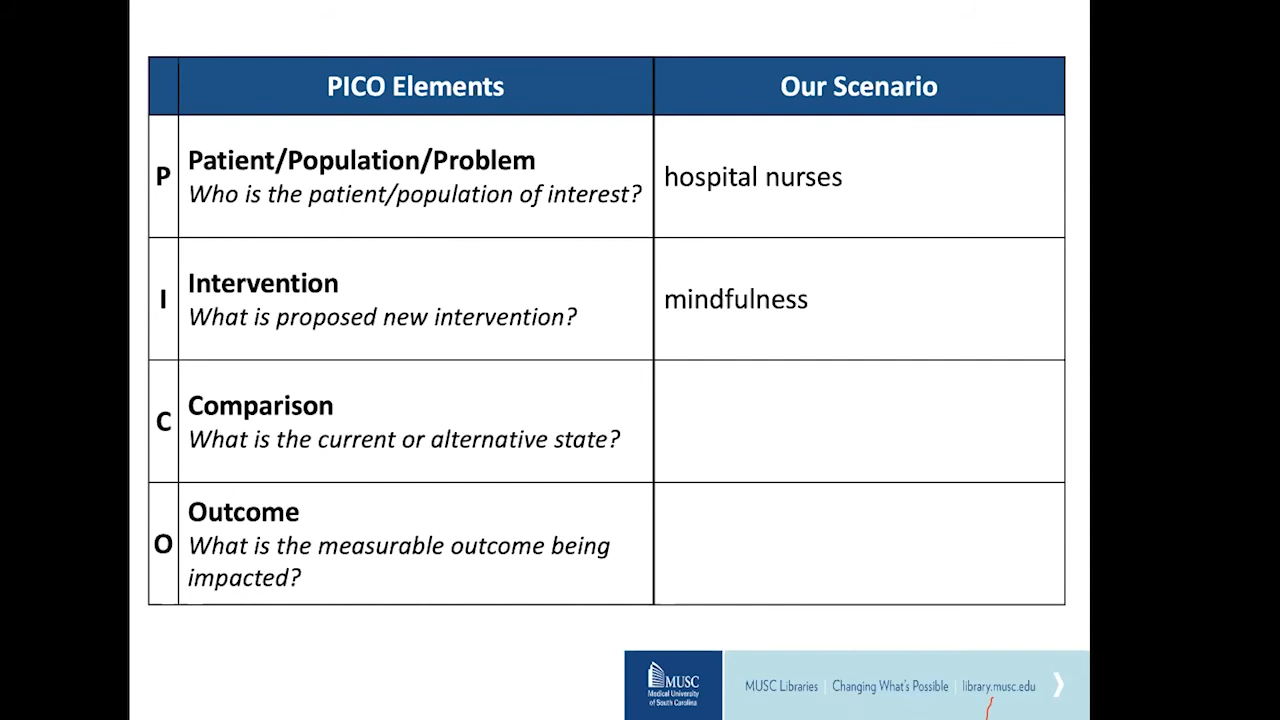 PICO Elements
Our Scenario
P
Patient/Population/Problem
Who is the patient/population of interest?
hospital nurses
I
Intervention
What is proposed new intervention?
mindfulness
C
Comparison
What is the current or alternative state?
O
Outcome
What is the measurable outcome being
impacted?
MUSC
Medical University
of South Carolina
MUSC Libraries | Changing What's Possible | library.musc.edu